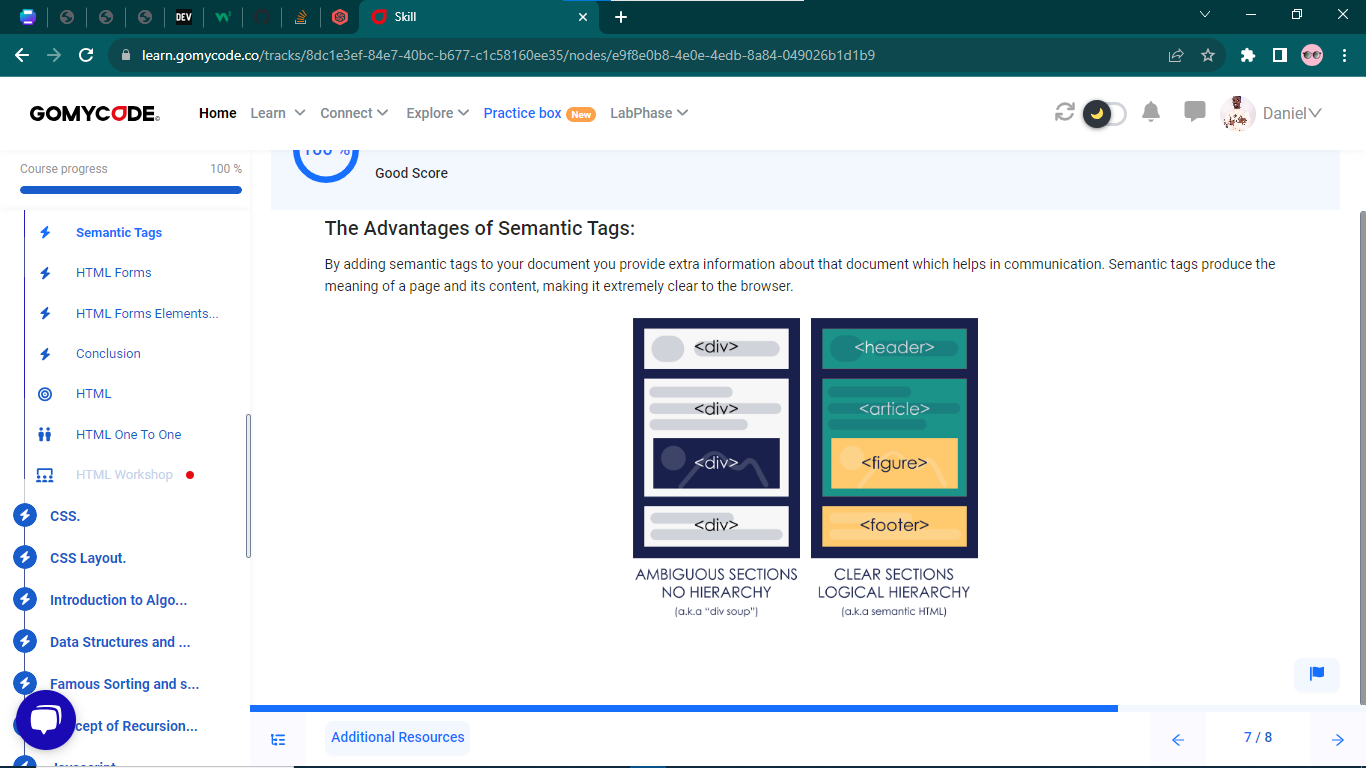 DEV
Skill
learn.gomycode.co/tracks/8dc1e3ef-84e7-40bc-b677-c1c58160ee35/nodes/e9f8e0b8-4e0e-4edb-8a84-049026b1d1b9
GOMYCODE
Home Learn Connect Explore Practice box New LabPhase Daniel
Course progress 100 %
100 %
Good Score
Semantic Tags
HTML Forms
HTML Forms Elements...
Conclusion
HTML
HTML One To One
HTML Workshop
CSS.
CSS Layout.
Introduction to Algo...
Data Structures and ...
Famous Sorting and s...
cept of Recursion...
Javascript
The Advantages of Semantic Tags:
By adding semantic tags to your document you provide extra information about that document which helps in communication. Semantic tags produce the
meaning of a page and its content, making it extremely clear to the browser.
<div>
<div>
<div>
<div>
AMBIGUOUS SECTIONS
NO HIERARCHY
(a.k.a "div soup")
<header>
<article>
<figure>
<footer>
CLEAR SECTIONS
LOGICAL HIERARCHY
(a.k.a semantic HTML)
Additional Resources
7 / 8